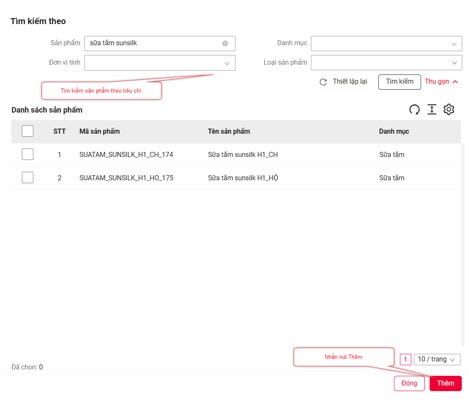 Tìm kiếm theo
Sản phẩm sữa tắm sunsilk Danh mục
Đơn vị tính Loại sản phẩm
Thiết lập lại Tìm kiếm Thu gọn
Tìm kiếm sản phẩm theo tiêu chí
Danh sách sản phẩm
STT Mã sản phẩm Tên sản phẩm Danh mục
1 SUATAM_SUNSILK_H1_CH_174 Sữa tắm sunsilk H1_CH Sữa tắm
2 SUATAM_SUNSILK_H1_HO_175 Sữa tắm sunsilk H1_HỘ Sữa tắm
Nhấn nút Thêm
1 10 / trang
Đã chọn: 0
Đóng Thêm